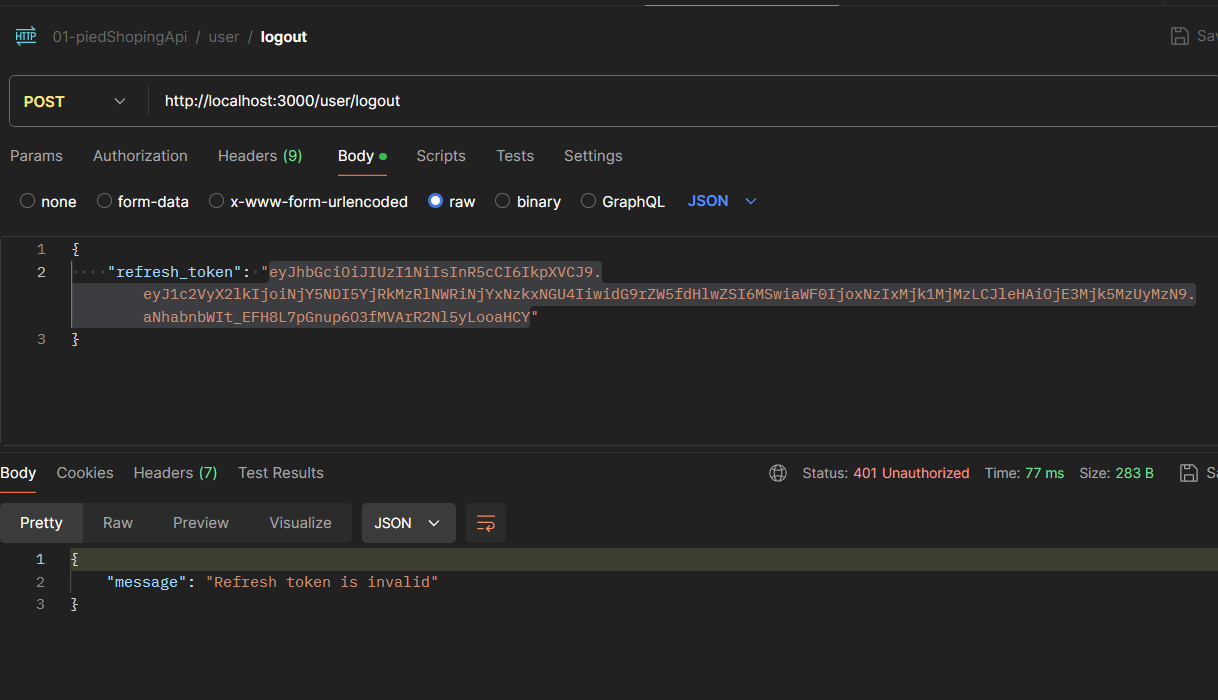 HTTP 01-piedShopingApi / user / logout
POST http://localhost:3000/user/logout
Params Authorization Headers (9) Body Scripts Tests Settings
none form-data x-www-form-urlencoded raw binary GraphQL JSON
1 {
2 ····"refresh_token":·"eyJhbGciOiJIUzI1NiIsInR5cCI6IkpXVCJ9.
eyJ1c2VyX2lkIjoiNjY5NDI5YjRkMzRlNWRiNjYxNzkxNGU4IiwidG9rZW5fdHlwZSI6MSwiaWF0IjoxNzIxMjk1MjMzLCJleHAiOjE3Mjk5MzUyMzN9.
aNhabnbWIt_EFH8L7pGnup6O3fMVArR2Nl5yLooaHCY"
3 }
Body Cookies Headers (7) Test Results Status: 401 Unauthorized Time: 77 ms Size: 283 B
Pretty Raw Preview Visualize JSON
1 {
2 "message": "Refresh token is invalid"
3 }